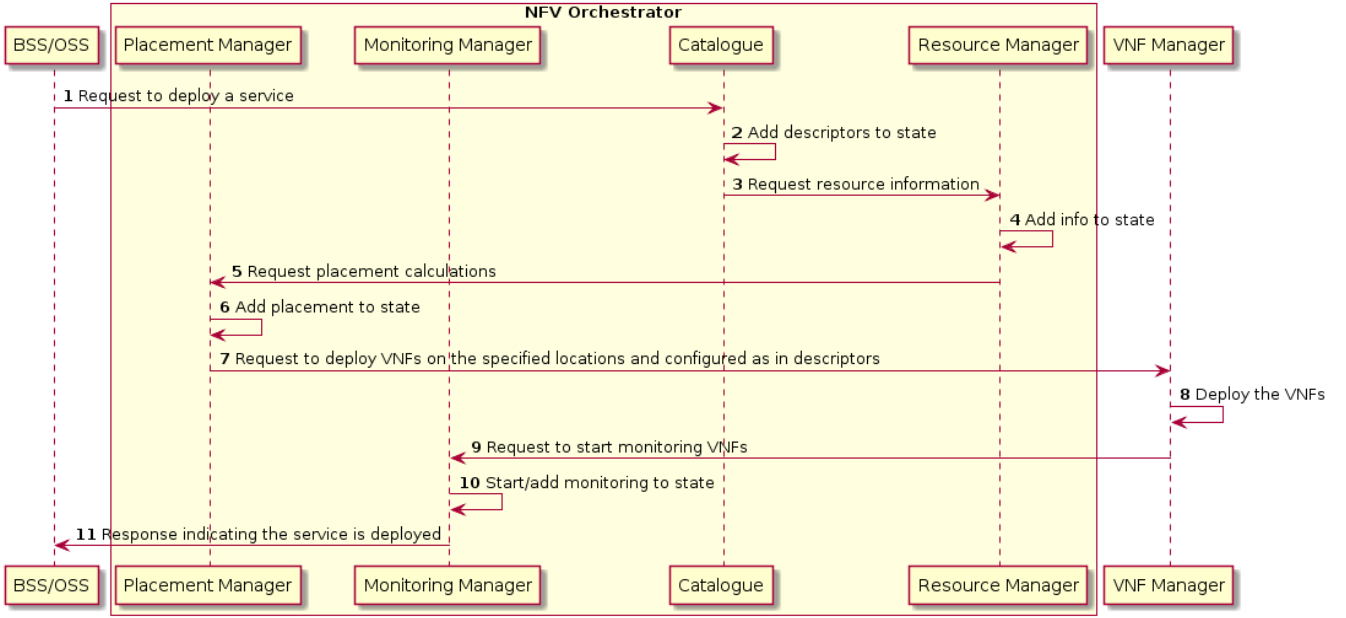 NFV Orchestrator
BSS/OSS
Placement Manager
Monitoring Manager
Catalogue
Resource Manager
VNF Manager
1 Request to deploy a service
2 Add descriptors to state
3 Request resource information
4 Add info to state
5 Request placement calculations
6 Add placement to state
7 Request to deploy VNFs on the specified locations and configured as in descriptors
8 Deploy the VNFs
9 Request to start monitoring VNFs
10 Start/add monitoring to state
11 Response indicating the service is deployed
BSS/OSS
Placement Manager
Monitoring Manager
Catalogue
Resource Manager
VNF Manager